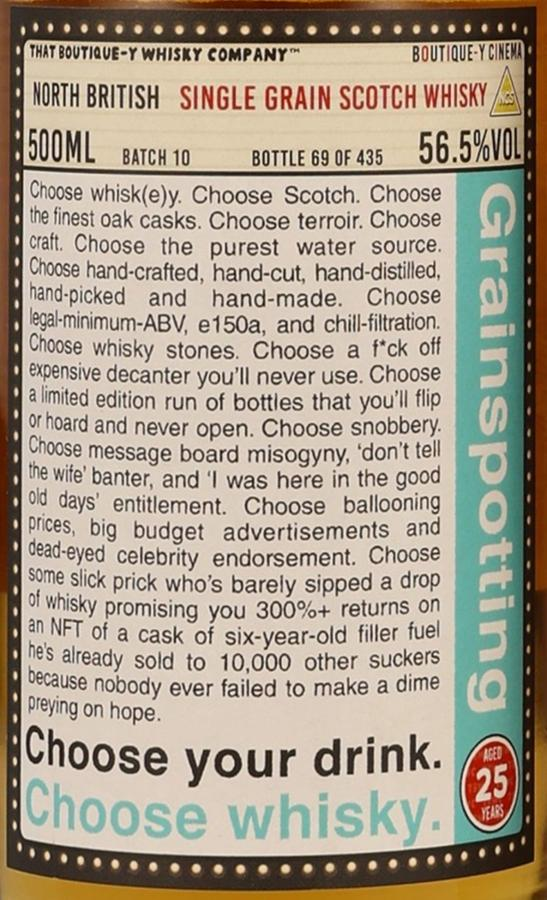 THAT BOUTIQUE-Y WHISKY COMPANY™ BOUTIQUE-Y CINEMA
NORTH BRITISH SINGLE GRAIN SCOTCH WHISKY NGS
500ML BATCH 10 BOTTLE 69 OF 435 56.5%VOL
Choose whisk(e)y. Choose Scotch. Choose
the finest oak casks. Choose terroir. Choose
craft. Choose the purest water source.
Choose hand-crafted, hand-cut, hand-distilled,
hand-picked and hand-made. Choose
legal-minimum-ABV, e150a, and chill-filtration.
Choose whisky stones. Choose a f*ck off
expensive decanter you'll never use. Choose
a limited edition run of bottles that you'll flip
or hoard and never open. Choose snobbery.
Choose message board misogyny, 'don't tell
the wife' banter, and 'I was here in the good
old days' entitlement. Choose ballooning
prices, big budget advertisements and
dead-eyed celebrity endorsement. Choose
some slick prick who's barely sipped a drop
of whisky promising you 300%+ returns on
an NFT of a cask of six-year-old filler fuel
he's already sold to 10,000 other suckers
because nobody ever failed to make a dime
preying on hope.
Choose your drink.
Choose whisky.
Grainspotting
AGED
25
YEARS